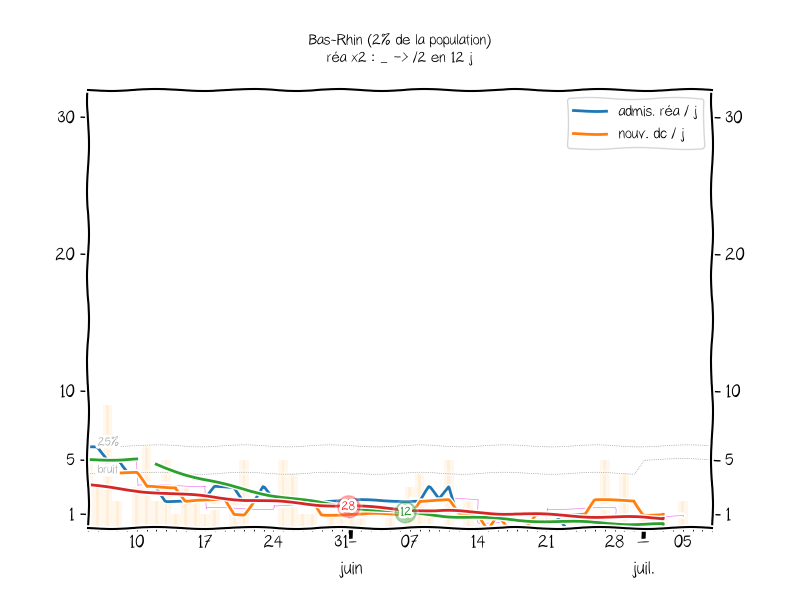 Bas-Rhin (2% de la population)
réa x2 : _ -> /2 en 12 j
admis. réa / j
nouv. dc / j
30
30
20
20
10
10
25%
5
5
bruit
28
12
1
1
10 17 24 31 07 14 21 28 05
juin juil.